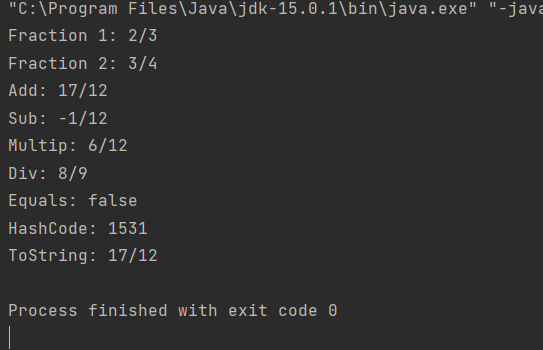 "C:\Program Files\Java\jdk-15.0.1\bin\java.exe" "-java
Fraction 1: 2/3
Fraction 2: 3/4
Add: 17/12
Sub: -1/12
Multip: 6/12
Div: 8/9
Equals: false
HashCode: 1531
ToString: 17/12
Process finished with exit code 0